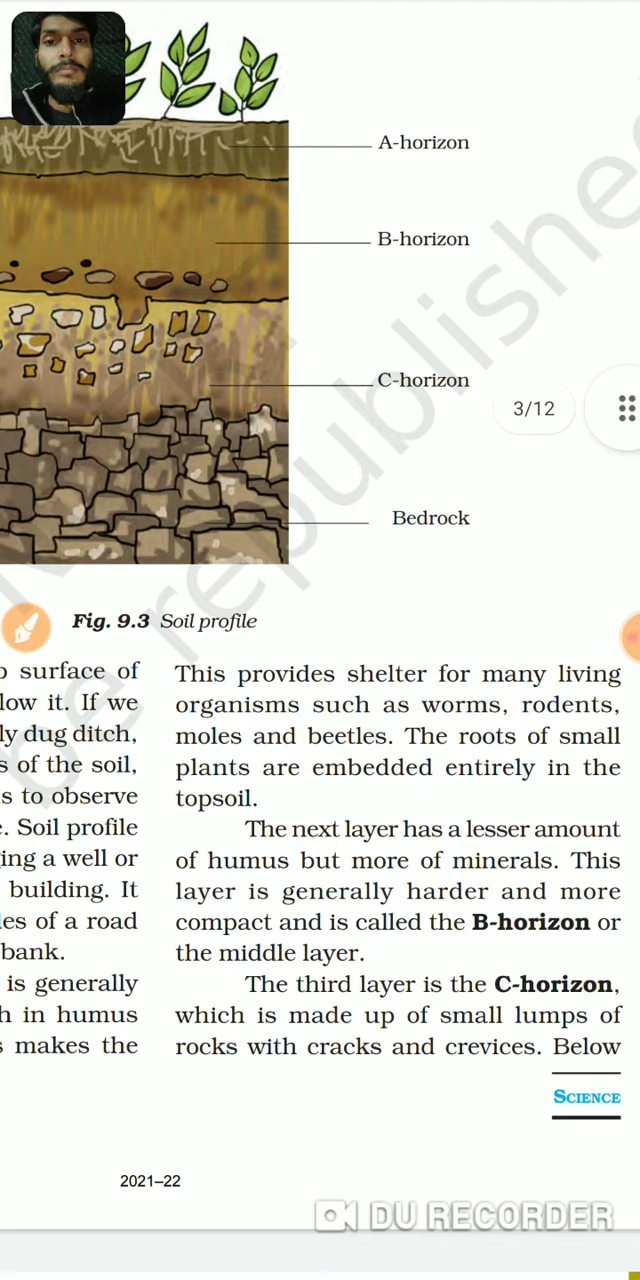 A-horizon
B-horizon
C-horizon
3/12
Bedrock
be republished
Fig. 9.3 Soil profile
surface of
low it. If we
ly dug ditch,
s of the soil,
s to observe
. Soil profile
ing a well or
building. It
les of a road
bank.
is generally
h in humus
s makes the
This provides shelter for many living
organisms such as worms, rodents,
moles and beetles. The roots of small
plants are embedded entirely in the
topsoil.
The next layer has a lesser amount
of humus but more of minerals. This
layer is generally harder and more
compact and is called the B-horizon or
the middle layer.
The third layer is the C-horizon,
which is made up of small lumps of
rocks with cracks and crevices. Below
SCIENCE
2021–22
DU RECORDER